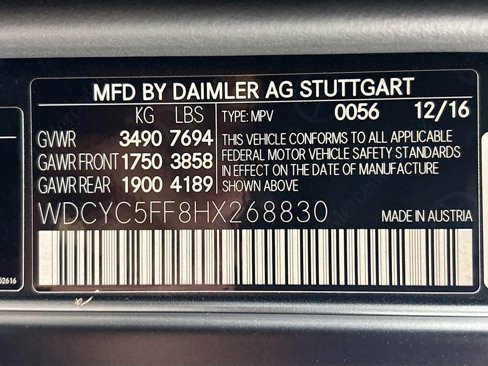 MFD BY DAIMLER AG STUTTGART
KG LBS TYPE: MPV 0056 12/16
GVWR 3490 7694 THIS VEHICLE CONFORMS TO ALL APPLICABLE
GAWR FRONT 1750 3858 FEDERAL MOTOR VEHICLE SAFETY STANDARDS
IN EFFECT ON THE DATE OF MANUFACTURE
GAWR REAR 1900 4189 SHOWN ABOVE
WDCYC5FF8HX268830 MADE IN AUSTRIA
52616